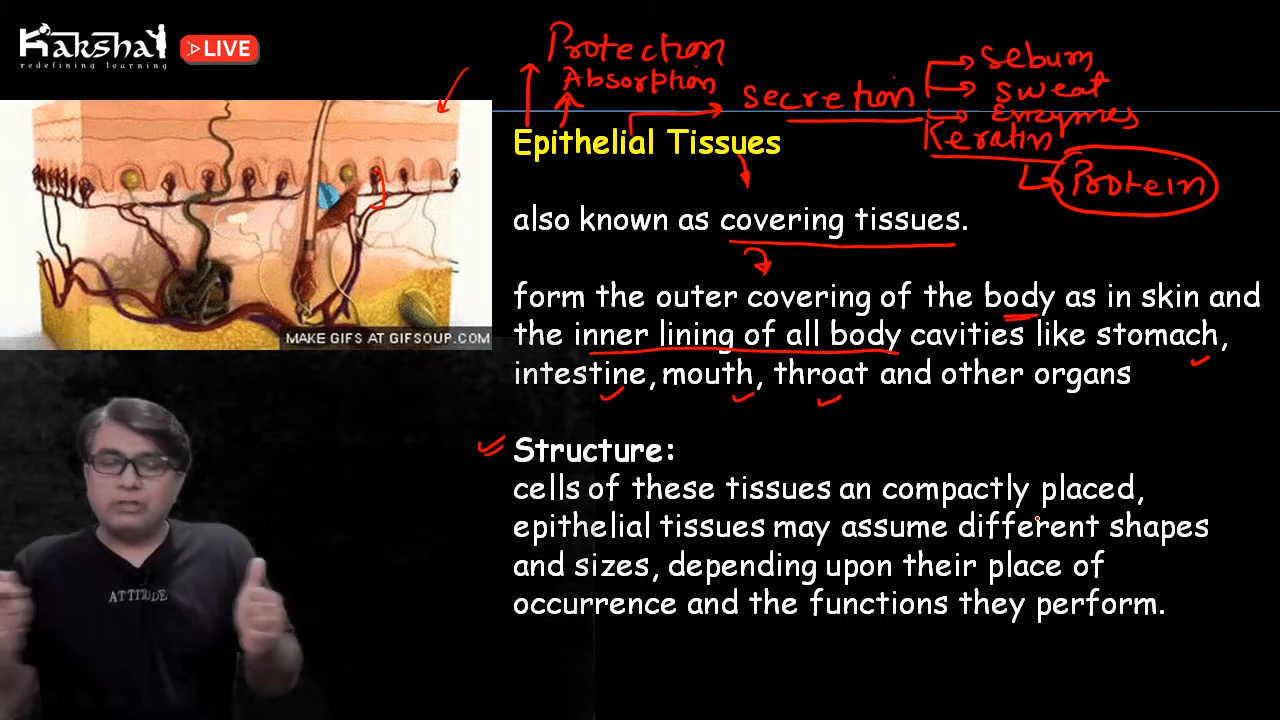 Kaksha
redefining learning
LIVE
Protection
Absorption
secretion
sebum
sweat
Enzymes
Keratin
Protein
Epithelial Tissues
also known as covering tissues.
form the outer covering of the body as in skin and
the inner lining of all body cavities like stomach,
intestine, mouth, throat and other organs
Structure:
cells of these tissues an compactly placed,
epithelial tissues may assume different shapes
and sizes, depending upon their place of
occurrence and the functions they perform.
MAKE GIFS AT GIFSOUP.COM
ATTITUDE